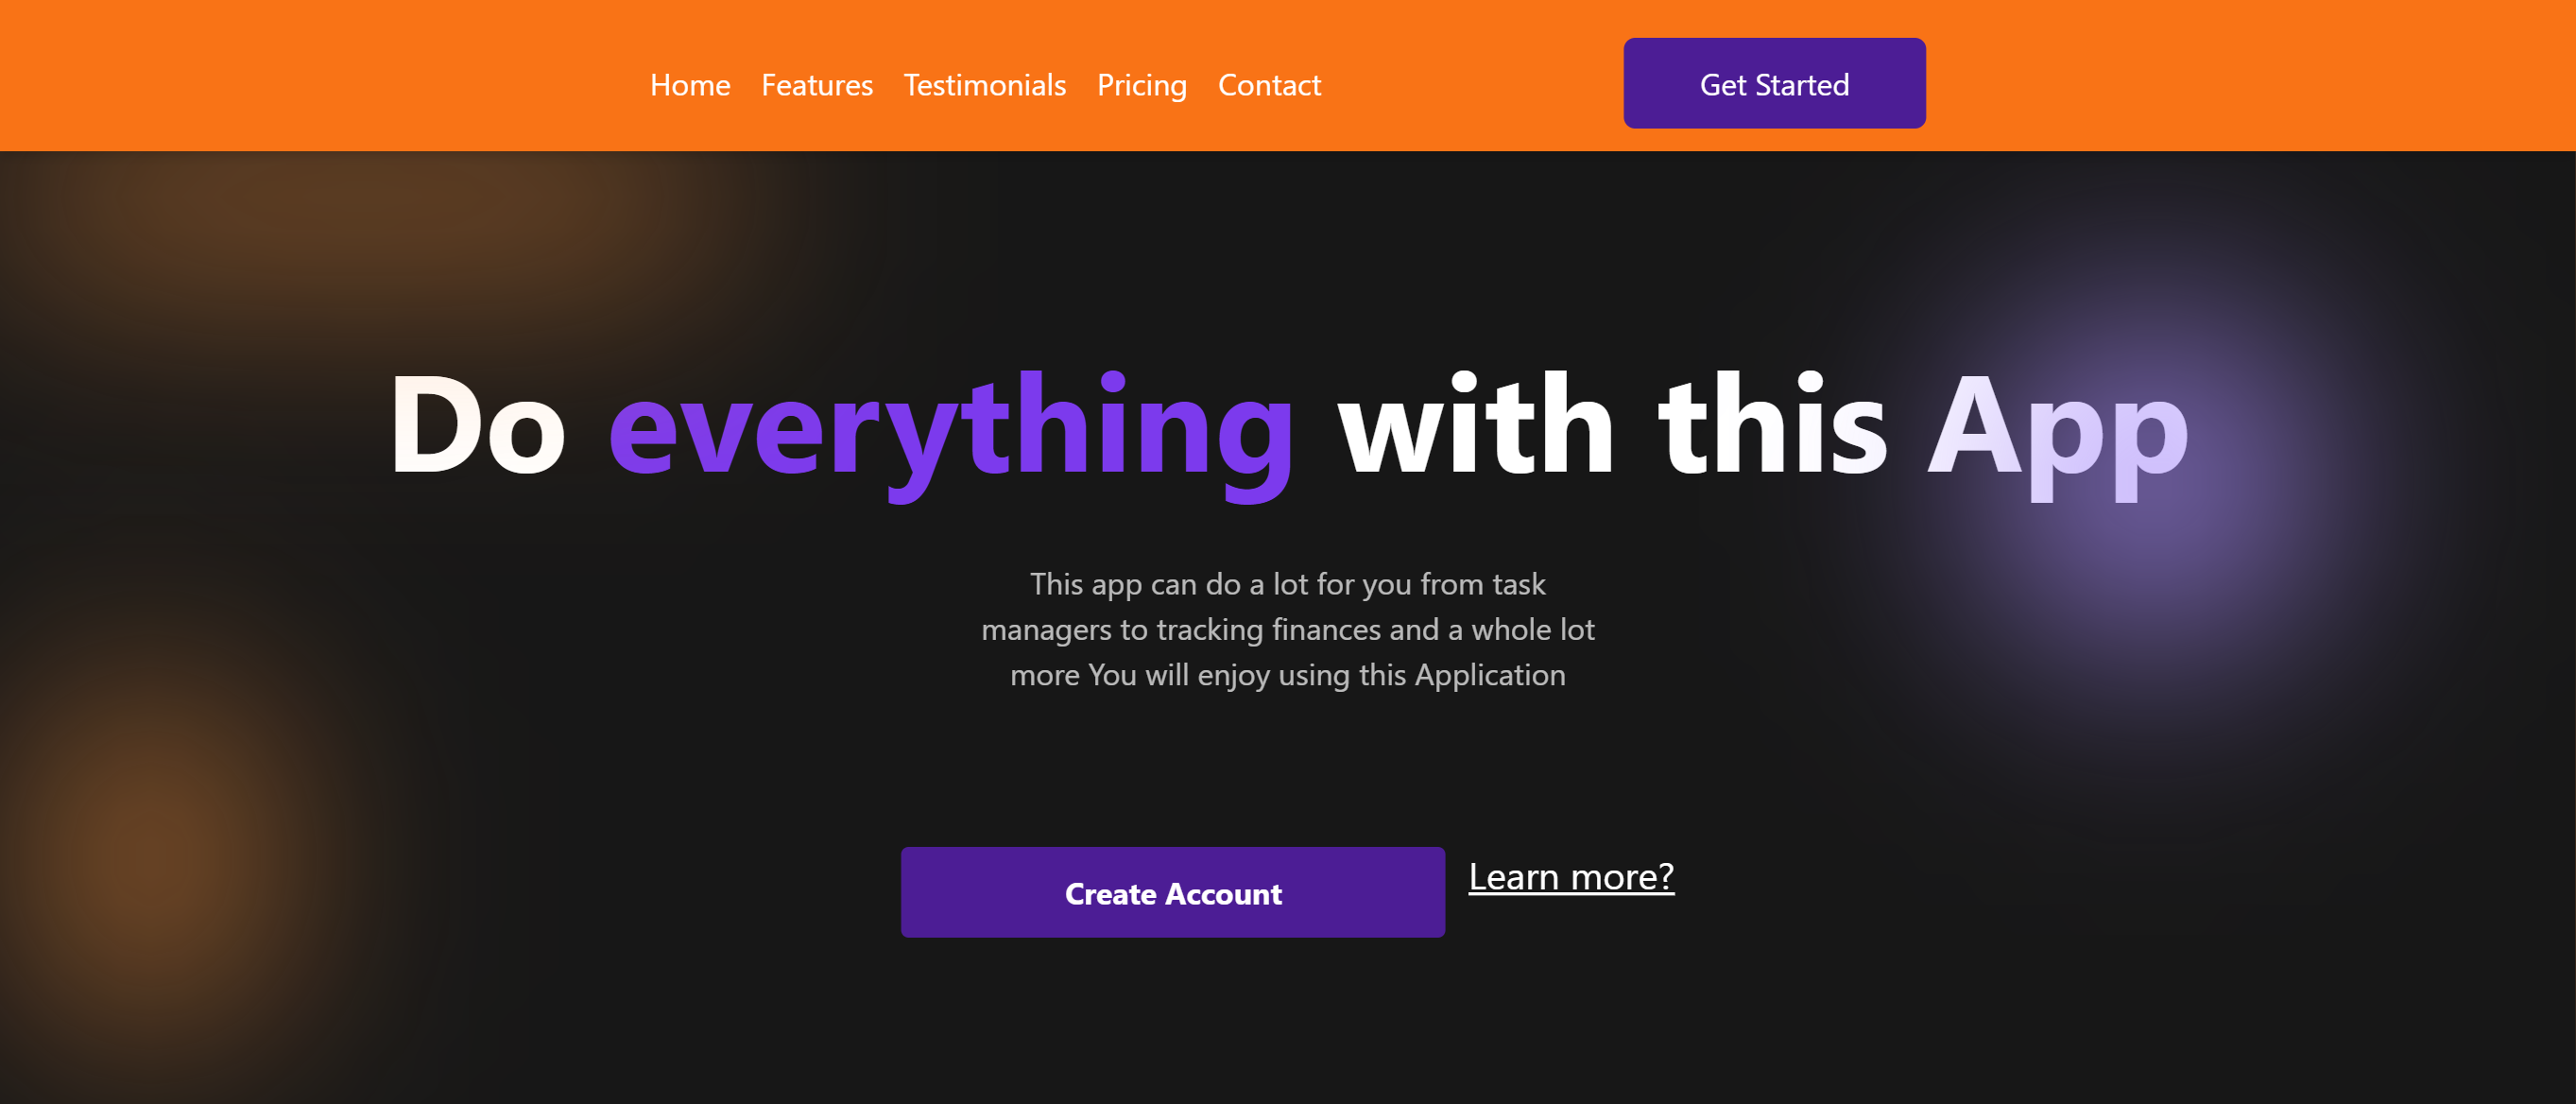 Home Features Testimonials Pricing Contact Get Started
Do everything with this App
This app can do a lot for you from task
managers to tracking finances and a whole lot
more You will enjoy using this Application
Create Account Learn more?